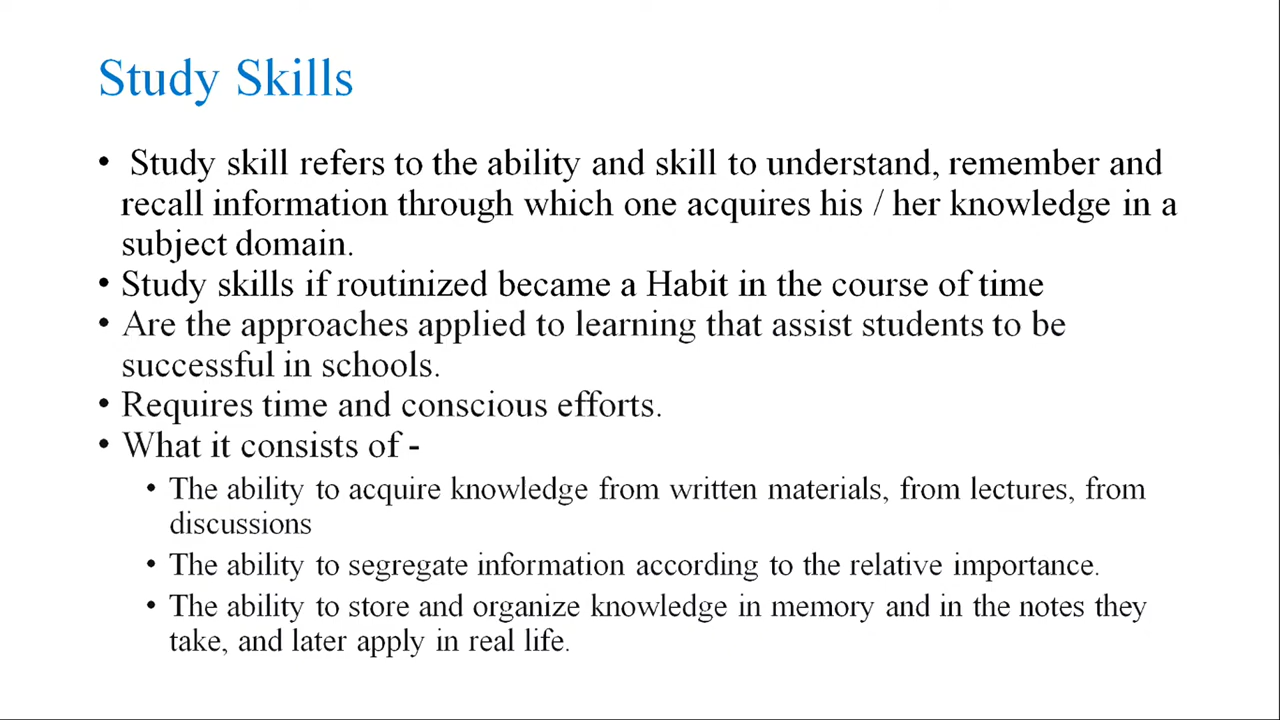 Study Skills
• Study skill refers to the ability and skill to understand, remember and
recall information through which one acquires his / her knowledge in a
subject domain.
• Study skills if routinized became a Habit in the course of time
• Are the approaches applied to learning that assist students to be
successful in schools.
• Requires time and conscious efforts.
• What it consists of -
• The ability to acquire knowledge from written materials, from lectures, from
discussions
• The ability to segregate information according to the relative importance.
• The ability to store and organize knowledge in memory and in the notes they
take, and later apply in real life.